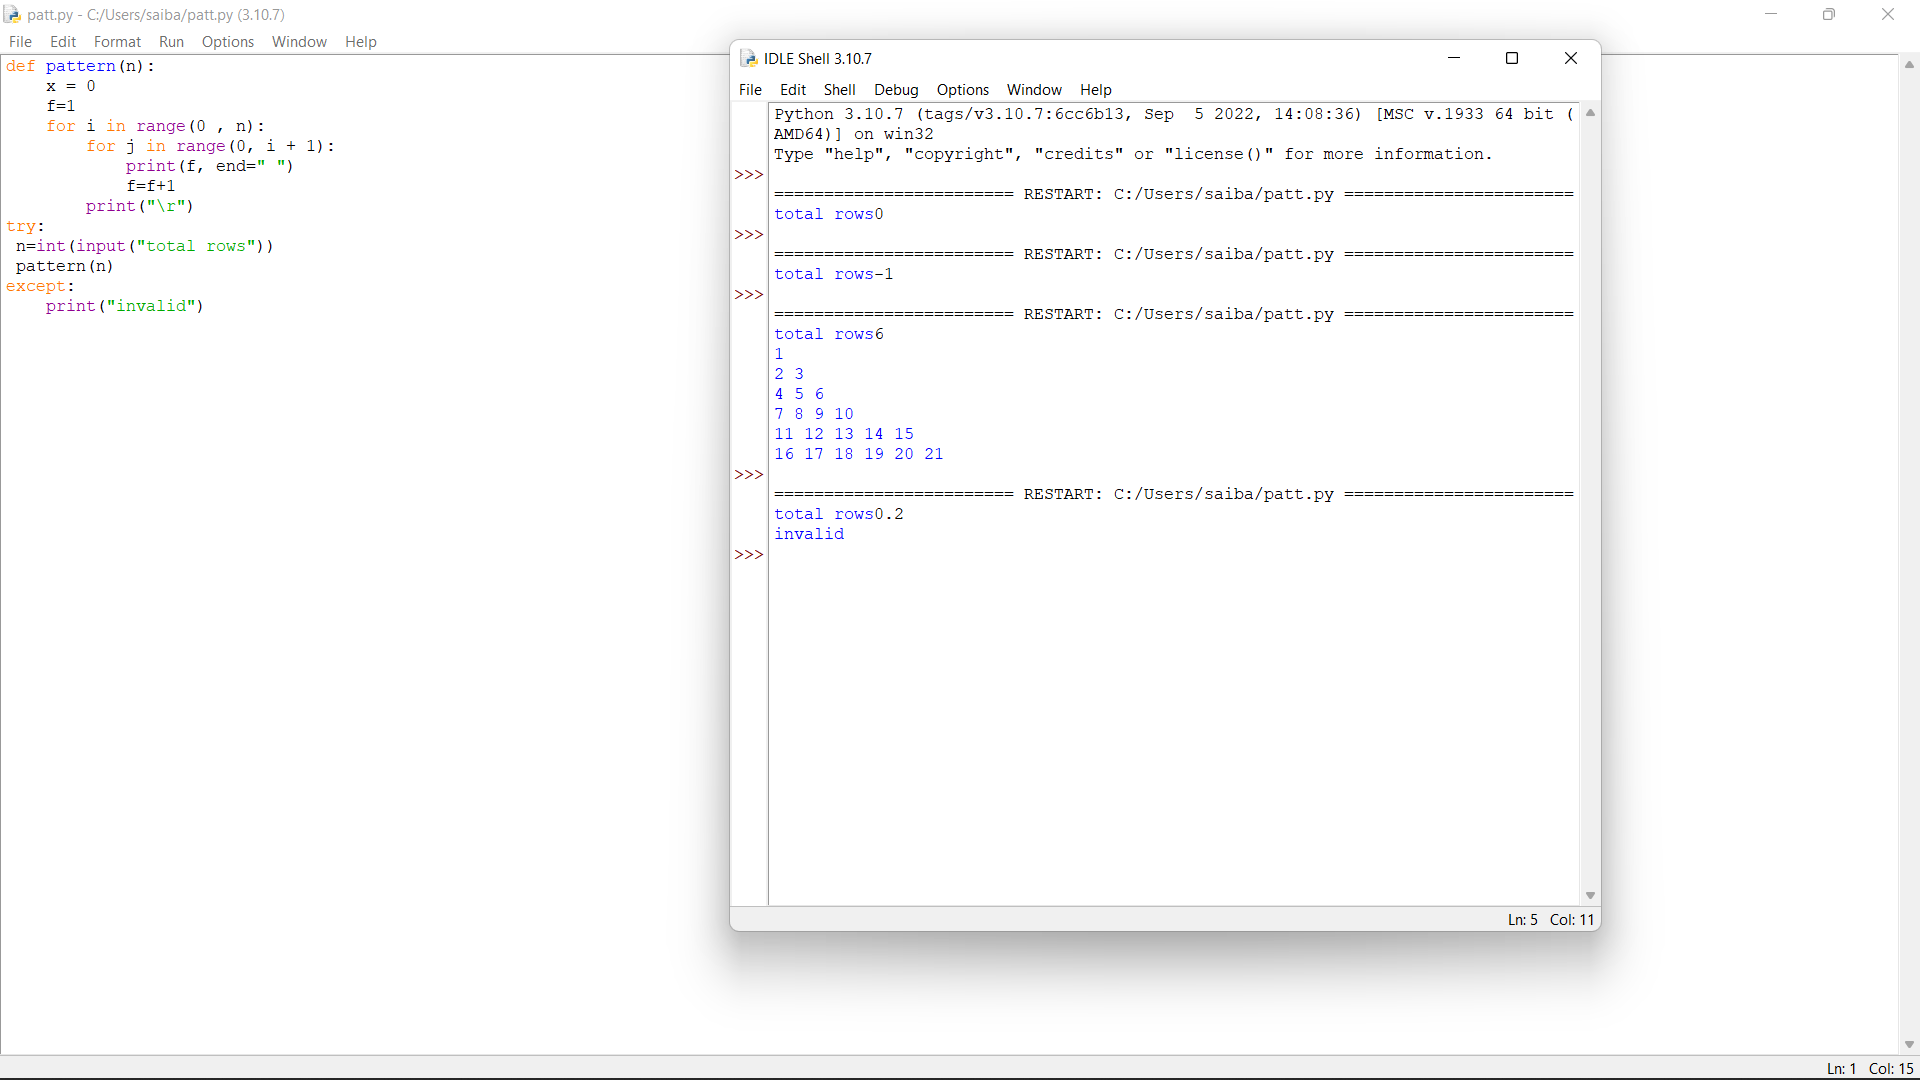 patt.py - C:/Users/saiba/patt.py (3.10.7)
File Edit Format Run Options Window Help
def pattern(n):
    x = 0
    f=1
    for i in range(0 , n):
        for j in range(0, i + 1):
            print(f, end=" ")
            f=f+1
        print("\r")
try:
 n=int(input("total rows"))
 pattern(n)
except:
    print("invalid")
IDLE Shell 3.10.7
File Edit Shell Debug Options Window Help
Python 3.10.7 (tags/v3.10.7:6cc6b13, Sep  5 2022, 14:08:36) [MSC v.1933 64 bit (
AMD64)] on win32
Type "help", "copyright", "credits" or "license()" for more information.
>>>
======================== RESTART: C:/Users/saiba/patt.py =======================
total rows0
>>>
======================== RESTART: C:/Users/saiba/patt.py =======================
total rows-1
>>>
======================== RESTART: C:/Users/saiba/patt.py =======================
total rows6
1
2 3
4 5 6
7 8 9 10
11 12 13 14 15
16 17 18 19 20 21
>>>
======================== RESTART: C:/Users/saiba/patt.py =======================
total rows0.2
invalid
>>>
Ln: 5 Col: 11
Ln: 1 Col: 15